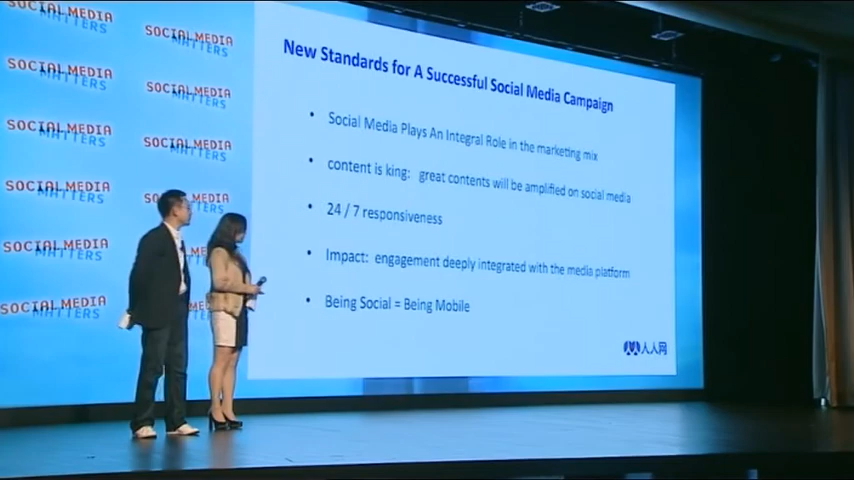 SOCIAL MEDIA
MATTERS
SOCIAL MEDIA
MATTERS
SOCIAL MEDIA
MATTERS
SOCIAL MEDIA
MATTERS
SOCIAL MEDIA
MATTERS
SOCIAL MEDIA
MATTERS
SOCIAL MEDIA
MATTERS
SOCIAL MEDIA
MATTERS
SOCIAL MEDIA
MATTERS
SOCIAL MEDIA
MATTERS
New Standards for A Successful Social Media Campaign
• Social Media Plays An Integral Role in the marketing mix
• content is king: great contents will be amplified on social media
• 24 / 7 responsiveness
• Impact: engagement deeply integrated with the media platform
• Being Social = Being Mobile
人人网